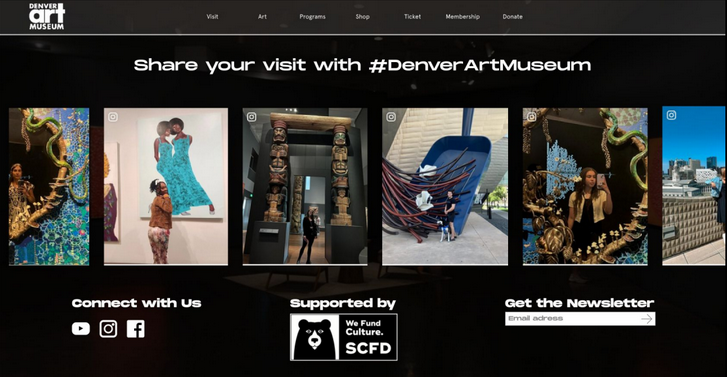 DENVER
art
MUSEUM
Visit Art Programs Shop Ticket Membership Donate
Share your visit with #DenverArtMuseum
Connect with Us
Supported by
We Fund
Culture.
SCFD
Get the Newsletter
Email adress